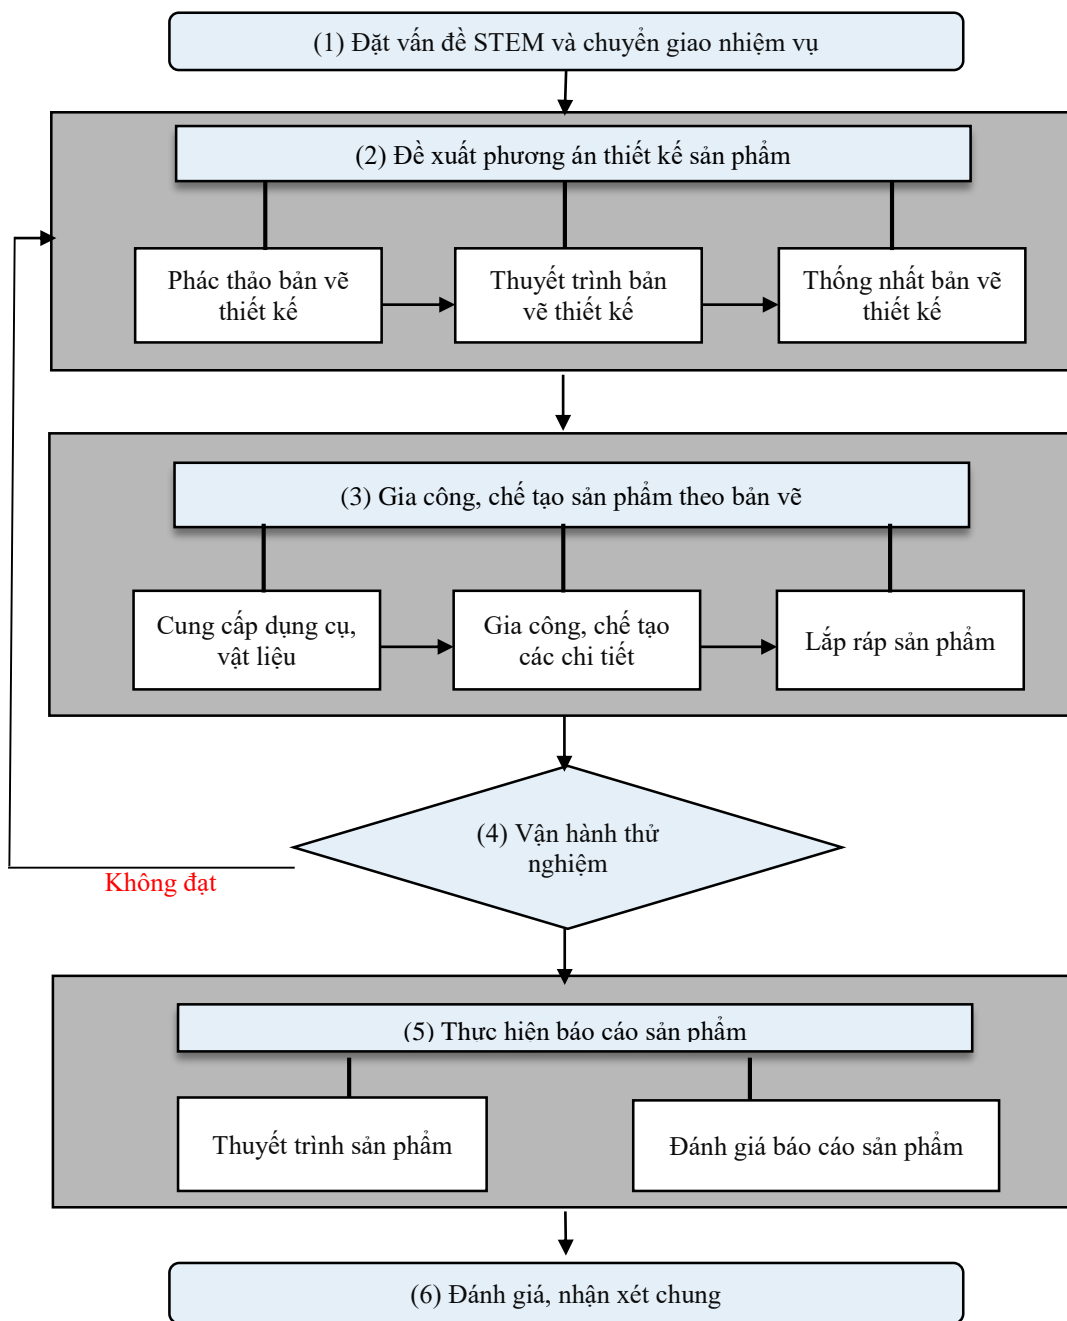 (1) Đặt vấn đề STEM và chuyển giao nhiệm vụ
(2) Đề xuất phương án thiết kế sản phẩm
Phác thảo bản vẽ
thiết kế
Thuyết trình bản
vẽ thiết kế
Thống nhất bản vẽ
thiết kế
(3) Gia công, chế tạo sản phẩm theo bản vẽ
Cung cấp dụng cụ,
vật liệu
Gia công, chế tạo
các chi tiết
Lắp ráp sản phẩm
(4) Vận hành thử
nghiệm
Không đạt
(5) Thực hiện báo cáo sản phẩm
Thuyết trình sản phẩm
Đánh giá báo cáo sản phẩm
(6) Đánh giá, nhận xét chung